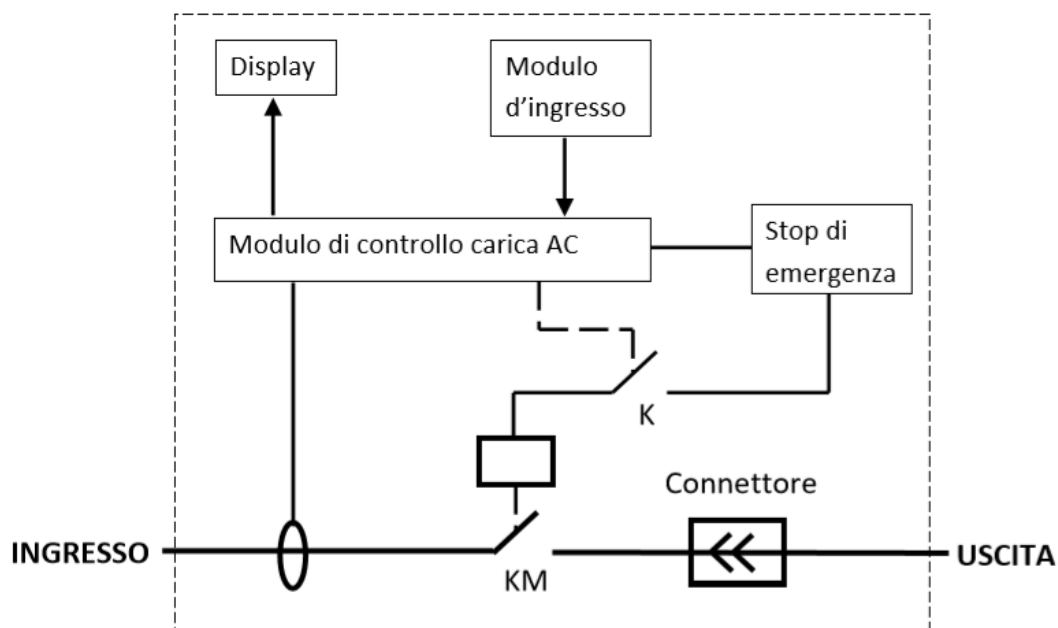 Display
Modulo
d’ingresso
Modulo di controllo carica AC
Stop di
emergenza
K
Connettore
INGRESSO
KM
USCITA